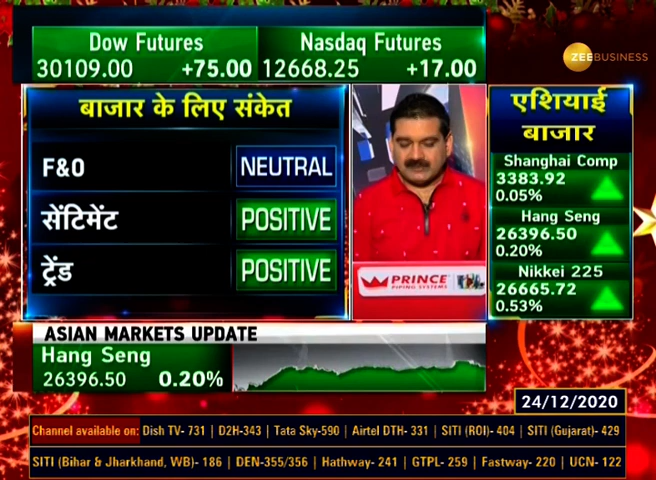 Dow Futures
30109.00 +75.00
Nasdaq Futures
12668.25 +17.00
ZEE BUSINESS
बाजार के लिए संकेत
F&O NEUTRAL
सेंटिमेंट POSITIVE
ट्रेंड POSITIVE
PRINCE
PIPING SYSTEMS
एशियाई
बाजार
Shanghai Comp
3383.92
0.05%
Hang Seng
26396.50
0.20%
Nikkei 225
26665.72
0.53%
ASIAN MARKETS UPDATE
Hang Seng
26396.50 0.20%
24/12/2020
Channel available on: Dish TV- 731 | D2H-343 | Tata Sky-590 | Airtel DTH- 331 | SITI (ROI)- 404 | SITI (Gujarat)- 429
SITI (Bihar & Jharkhand, WB)- 186 | DEN-355/356 | Hathway- 241 | GTPL- 259 | Fastway- 220 | UCN- 122